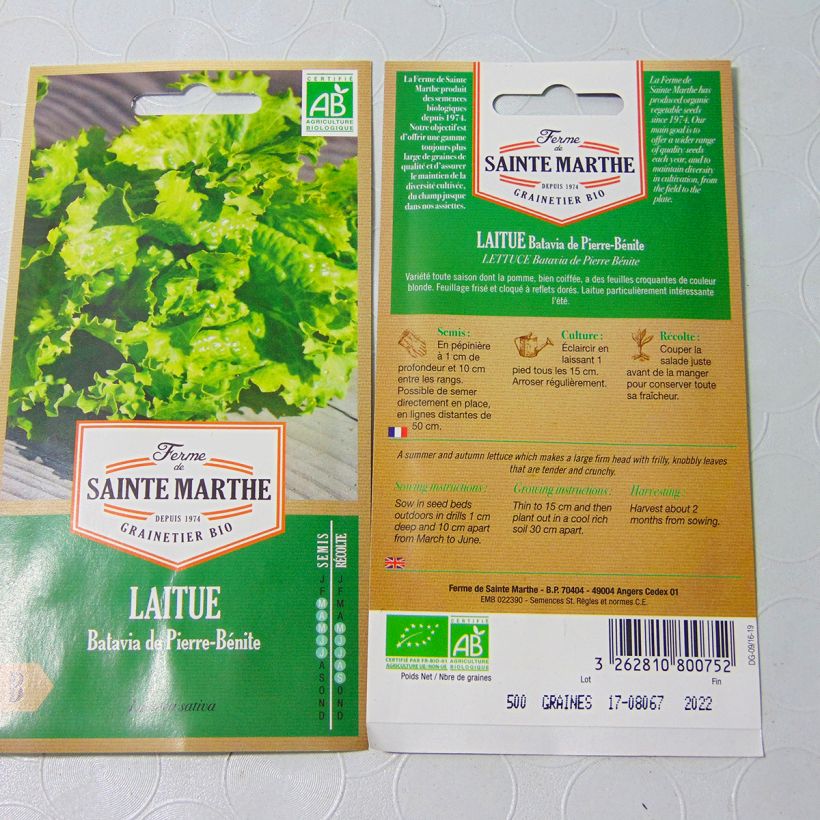 CERTIFIÉ
AB
AGRICULTURE
BIOLOGIQUE
Ferme
de
SAINTE MARTHE
DEPUIS 1974
GRAINETIER BIO
LAITUE
Batavia de Pierre-Bénite
sativa
SEMIS
J
F
M
A
M
J
J
A
S
O
N
D
RÉCOLTE
J
F
M
A
M
J
J
A
S
O
N
D
La Ferme de Sainte
Marthe produit
des semences
biologiques
depuis 1974.
Notre objectif est
d'offrir une gamme
toujours plus
large de graines de
qualité et d'assurer
le maintien de la
diversité cultivée,
du champ jusque
dans nos assiettes.
Ferme
de
SAINTE MARTHE
DEPUIS 1974
GRAINETIER BIO
La Ferme de
Sainte Marthe has
produced organic
vegetable seeds
since 1974. Our
main goal is to
offer a wider range
of quality seeds
each year, and to
maintain diversity
in cultivation, from
the field to the
plate.
LAITUE Batavia de Pierre-Bénite
LETTUCE Batavia de Pierre Bénite
Variété toute saison dont la pomme, bien coiffée, a des feuilles croquantes de couleur
blonde. Feuillage frisé et cloqué à reflets dorés. Laitue particulièrement intéressante
l'été.
Semis :
En pépinière
à 1 cm de
profondeur et 10 cm
entre les rangs.
Possible de semer
directement en place,
en lignes distantes de
50 cm.
Culture :
Éclaircir en
laissant 1
pied tous les 15 cm.
Arroser régulièrement.
Récolte :
Couper la
salade juste
avant de la manger
pour conserver toute
sa fraîcheur.
A summer and autumn lettuce which makes a large firm head with frilly, knobbly leaves
that are tender and crunchy.
Sowing instructions :
Sow in seed beds
outdoors in drills 1 cm
deep and 10 cm apart
from March to June.
Growing instructions :
Thin to 15 cm and then
plant out in a cool rich
soil 30 cm apart.
Harvesting :
Harvest about 2
months from sowing.
Ferme de Sainte Marthe - B.P. 70404 - 49004 Angers Cedex 01
EMB 022390 - Semences St. Règles et normes C.E.
CERTIFIÉ PAR FR-BIO-01
AGRICULTURE UE/NON-UE
AB
AGRICULTURE
BIOLOGIQUE
Poids Net / Nbre de graines
3 262810 800752
DG-09/16-19
Lot
Fin
500 GRAINES 17-08067 2022